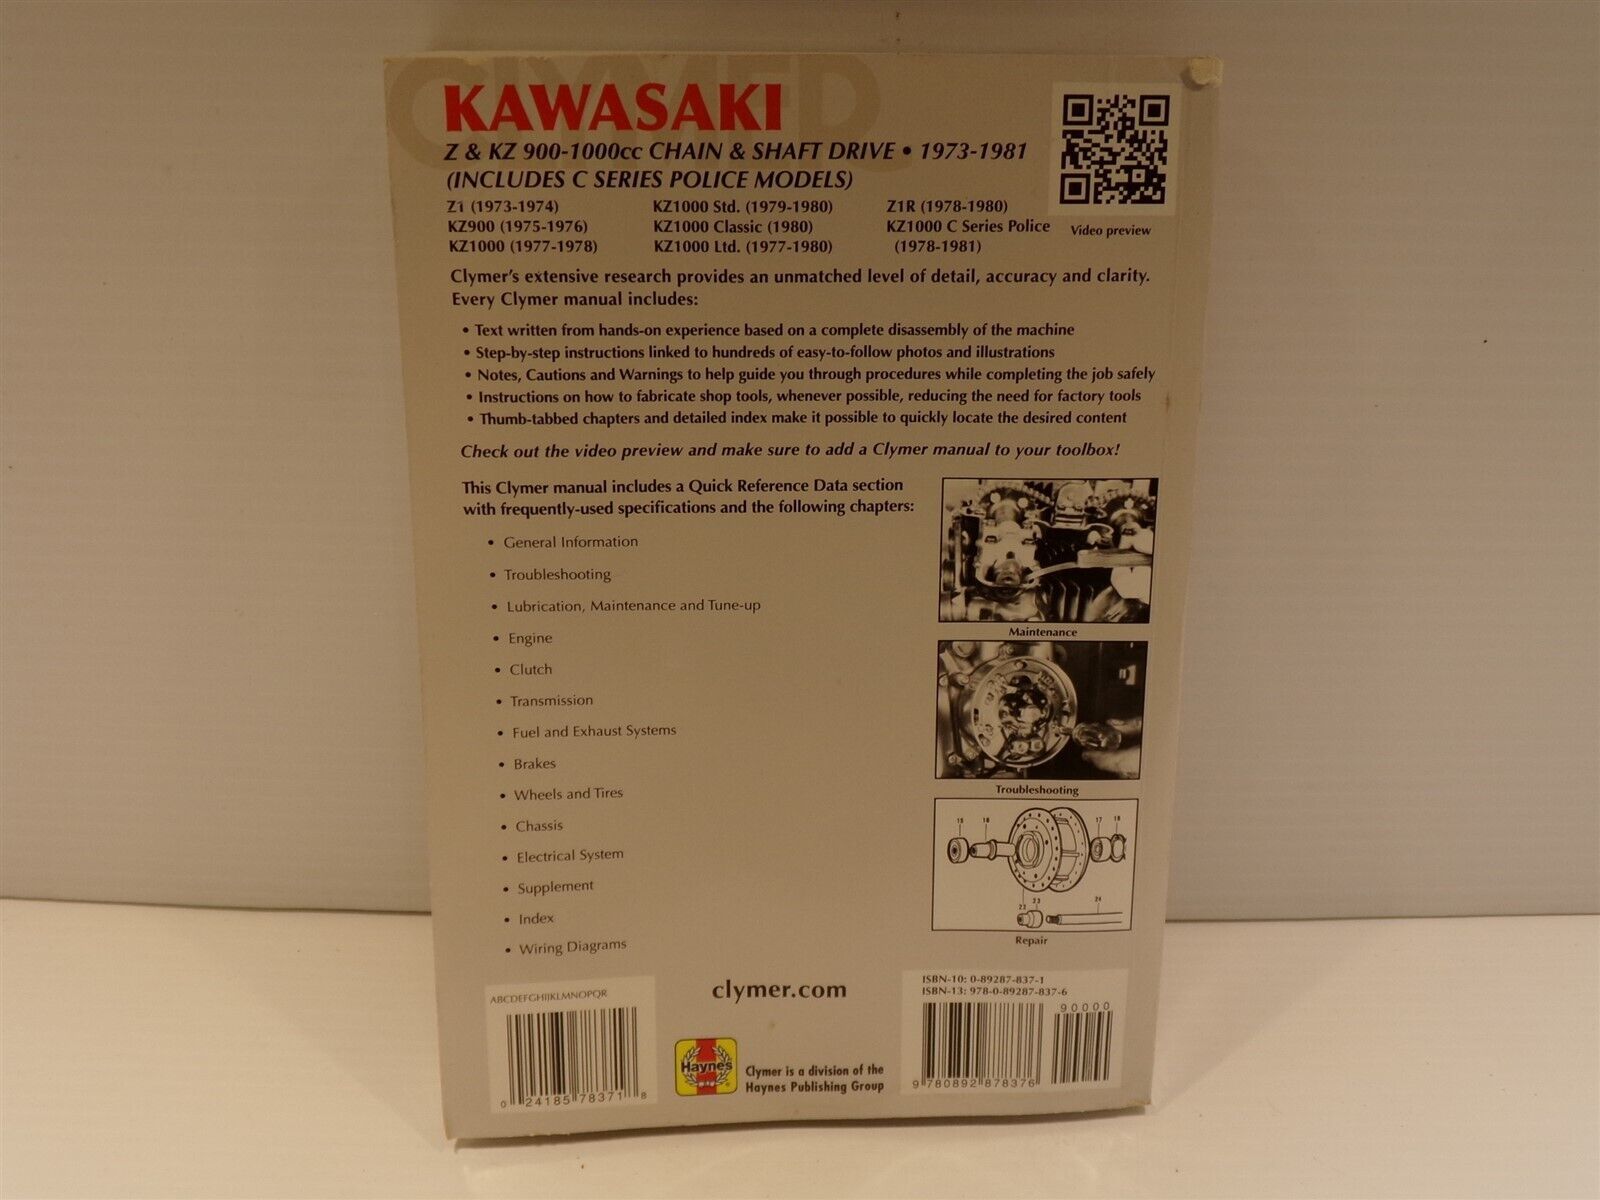 CLYMER
KAWASAKI
Z & KZ 900-1000cc CHAIN & SHAFT DRIVE • 1973-1981
(INCLUDES C SERIES POLICE MODELS)
Z1 (1973-1974)
KZ900 (1975-1976)
KZ1000 (1977-1978)
KZ1000 Std. (1979-1980)
KZ1000 Classic (1980)
KZ1000 Ltd. (1977-1980)
Z1R (1978-1980)
KZ1000 C Series Police
(1978-1981)
Video preview
Clymer's extensive research provides an unmatched level of detail, accuracy and clarity.
Every Clymer manual includes:
• Text written from hands-on experience based on a complete disassembly of the machine
• Step-by-step instructions linked to hundreds of easy-to-follow photos and illustrations
• Notes, Cautions and Warnings to help guide you through procedures while completing the job safely
• Instructions on how to fabricate shop tools, whenever possible, reducing the need for factory tools
• Thumb-tabbed chapters and detailed index make it possible to quickly locate the desired content
Check out the video preview and make sure to add a Clymer manual to your toolbox!
This Clymer manual includes a Quick Reference Data section
with frequently-used specifications and the following chapters:
• General Information
• Troubleshooting
• Lubrication, Maintenance and Tune-up
• Engine
• Clutch
• Transmission
• Fuel and Exhaust Systems
• Brakes
• Wheels and Tires
• Chassis
• Electrical System
• Supplement
• Index
• Wiring Diagrams
Maintenance
Troubleshooting
15 16 17 18
22 23 24
Repair
ABCDEFGHIJKLMNOPQR
0 24185 78371 8
clymer.com
Haynes
Clymer is a division of the
Haynes Publishing Group
ISBN-10: 0-89287-837-1
ISBN-13: 978-0-89287-837-6
90000
9 780892 878376